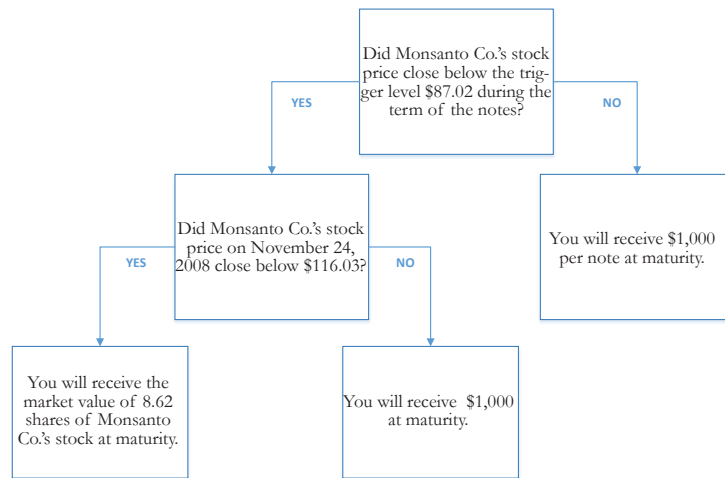 Did Monsanto Co.'s stock
price close below the trig-
ger level $87.02 during the
term of the notes?
YES
NO
Did Monsanto Co.'s stock
price on November 24,
2008 close below $116.03?
You will receive $1,000
per note at maturity.
YES
NO
You will receive the
market value of 8.62
shares of Monsanto
Co.'s stock at maturity.
You will receive $1,000
at maturity.